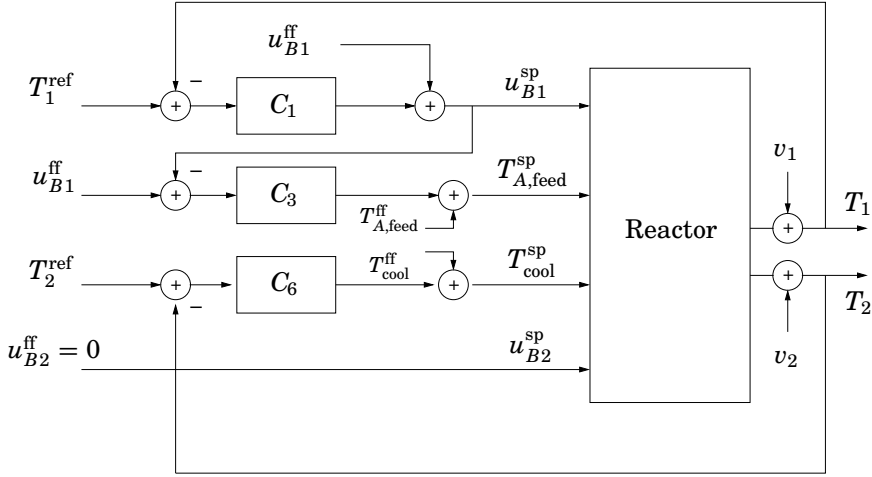 u_{B1}^{ff}
T_1^{ref}
+
−
C_1
+
u_{B1}^{sp}
u_{B1}^{ff}
+
−
C_3
T_{A,feed}^{ff}
+
T_{A,feed}^{sp}
T_2^{ref}
+
−
C_6
T_{cool}^{ff}
+
T_{cool}^{sp}
u_{B2}^{ff} = 0
u_{B2}^{sp}
Reactor
v_1
+
T_1
+
T_2
v_2